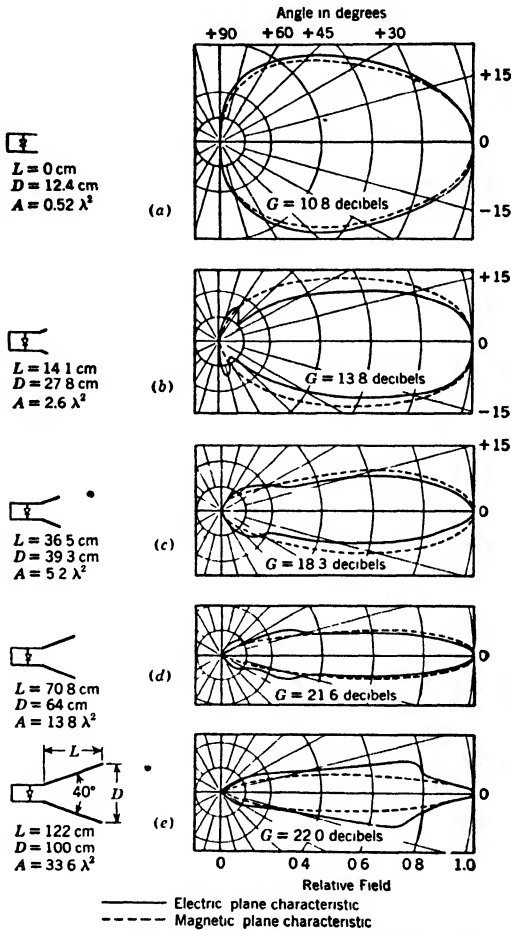 Angle in degrees
+90 +60 +45 +30
+15
0
-15
L = 0 cm
D = 12.4 cm
A = 0.52 λ²
(a)
G = 10 8 decibels
+15
0
-15
L = 14 1 cm
D = 27 8 cm
A = 2.6 λ²
(b)
G = 13 8 decibels
+15
0
L = 36 5 cm
D = 39 3 cm
A = 5 2 λ²
(c)
G = 18 3 decibels
0
L = 70 8 cm
D = 64 cm
A = 13 8 λ²
(d)
G = 21 6 decibels
L
40°
D
0
L = 122 cm
D = 100 cm
A = 33 6 λ²
(e)
G = 22 0 decibels
0 0 4 0 6 0 8 1.0
Relative Field
Electric plane characteristic
Magnetic plane characteristic